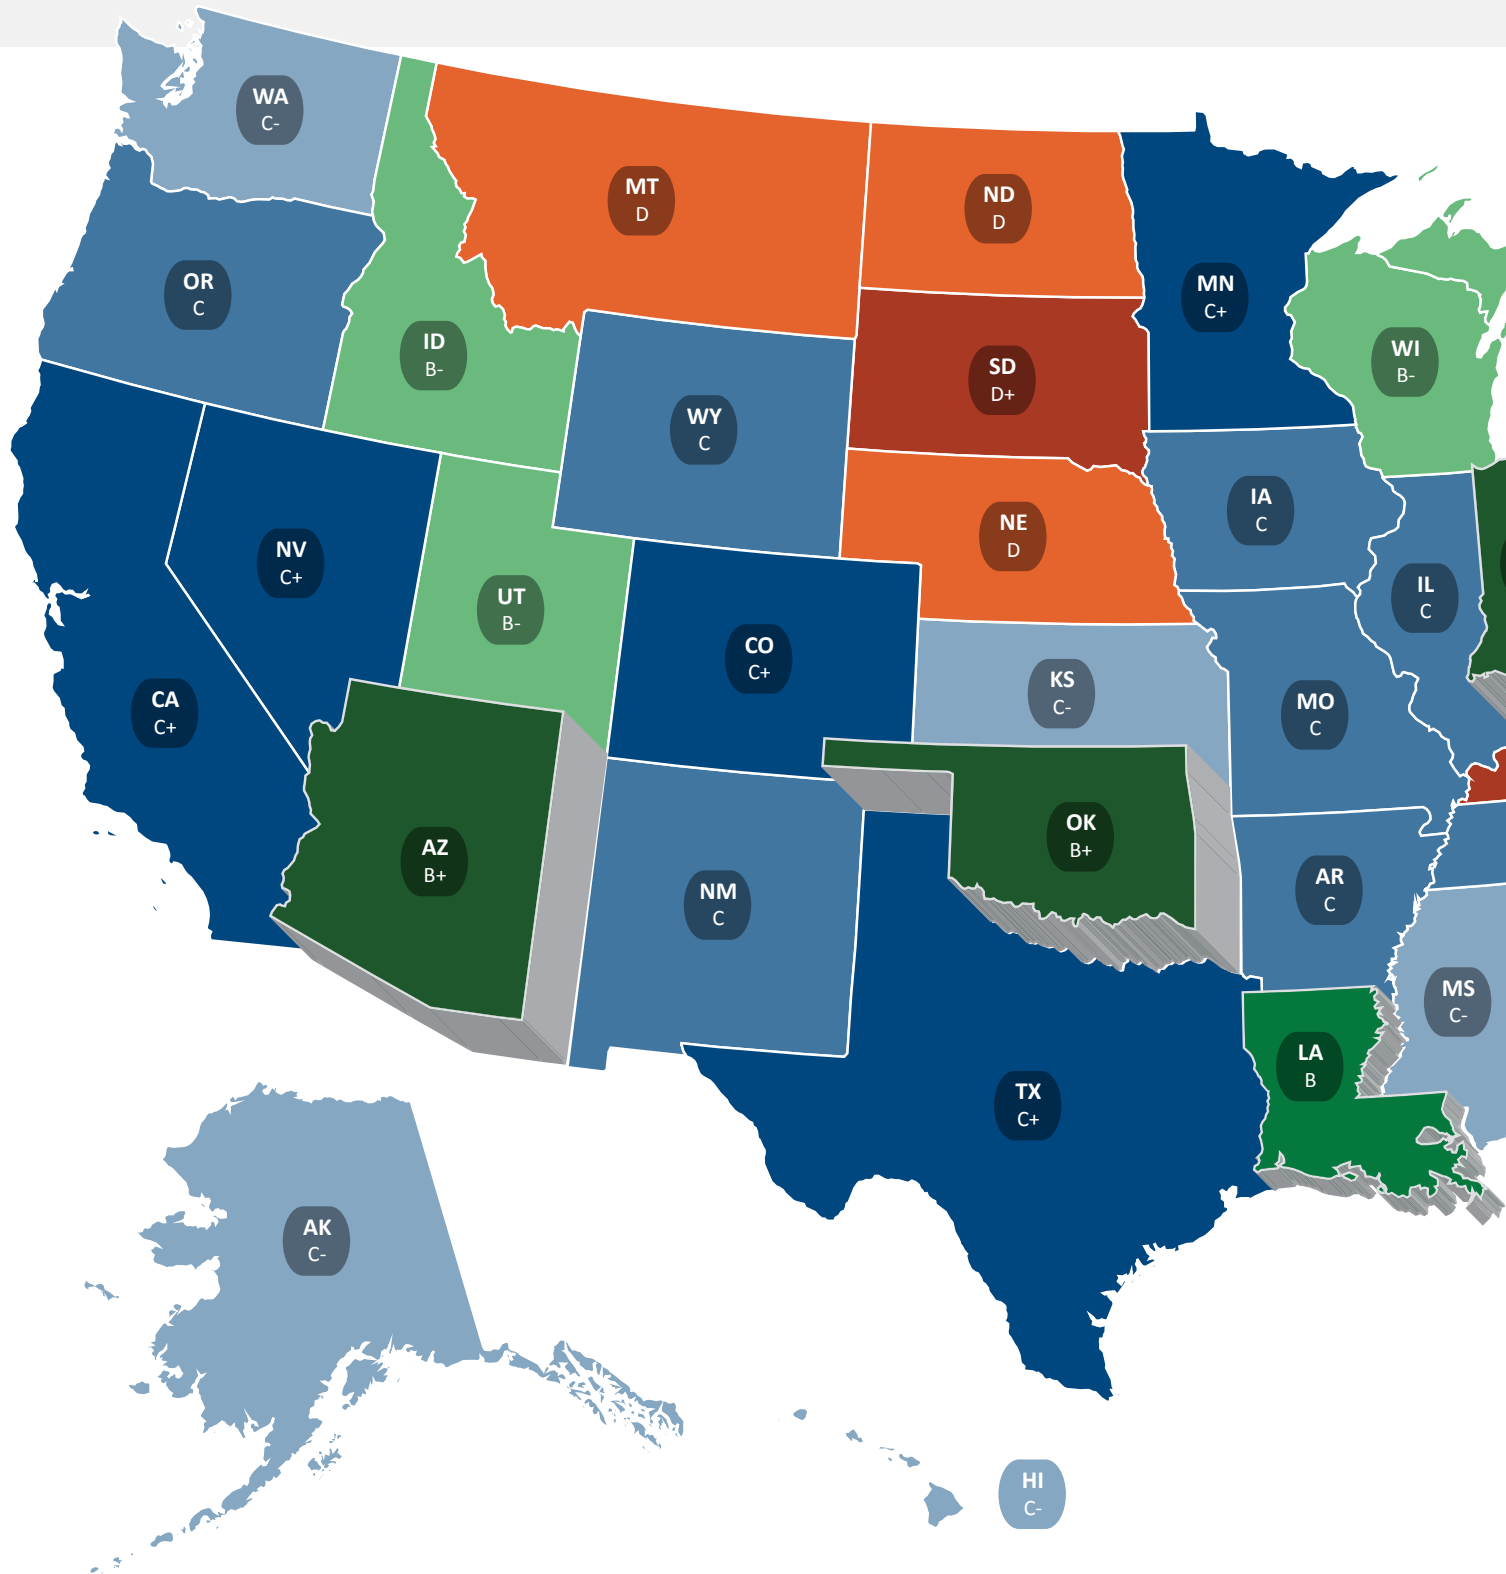 WA
C-
MT
D
ND
D
OR
C
MN
C+
ID
B-
WI
B-
SD
D+
WY
C
IA
C
NE
D
NV
C+
IL
C
UT
B-
CO
C+
KS
C-
CA
C+
MO
C
OK
B+
AZ
B+
AR
C
NM
C
MS
C-
LA
B
TX
C+
AK
C-
HI
C-